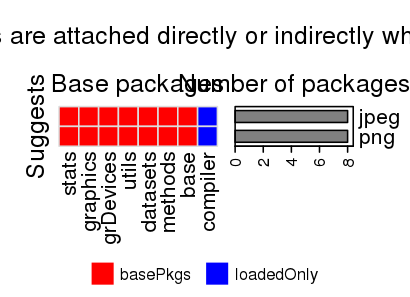 s are attached directly or indirectly wh
Base packages
Number of packages
Suggests
jpeg
png
stats
graphics
grDevices
utils
datasets
methods
base
compiler
0 2 4 6 8
basePkgs loadedOnly